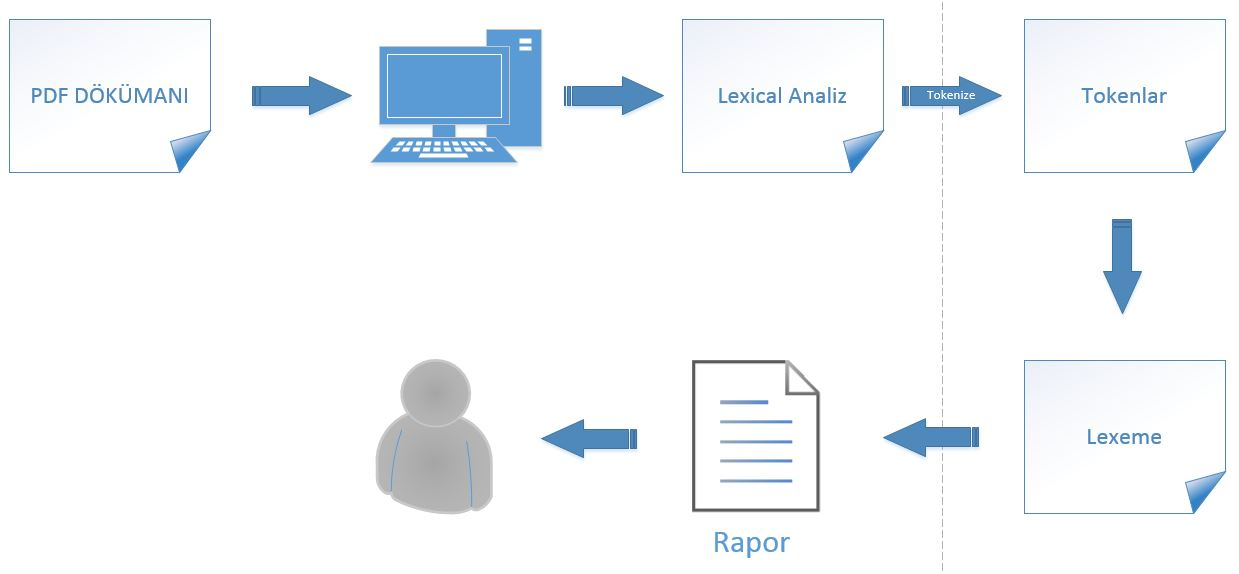 PDF DÖKÜMANI
Lexical Analiz
Tokenize
Tokenlar
Lexeme
Rapor